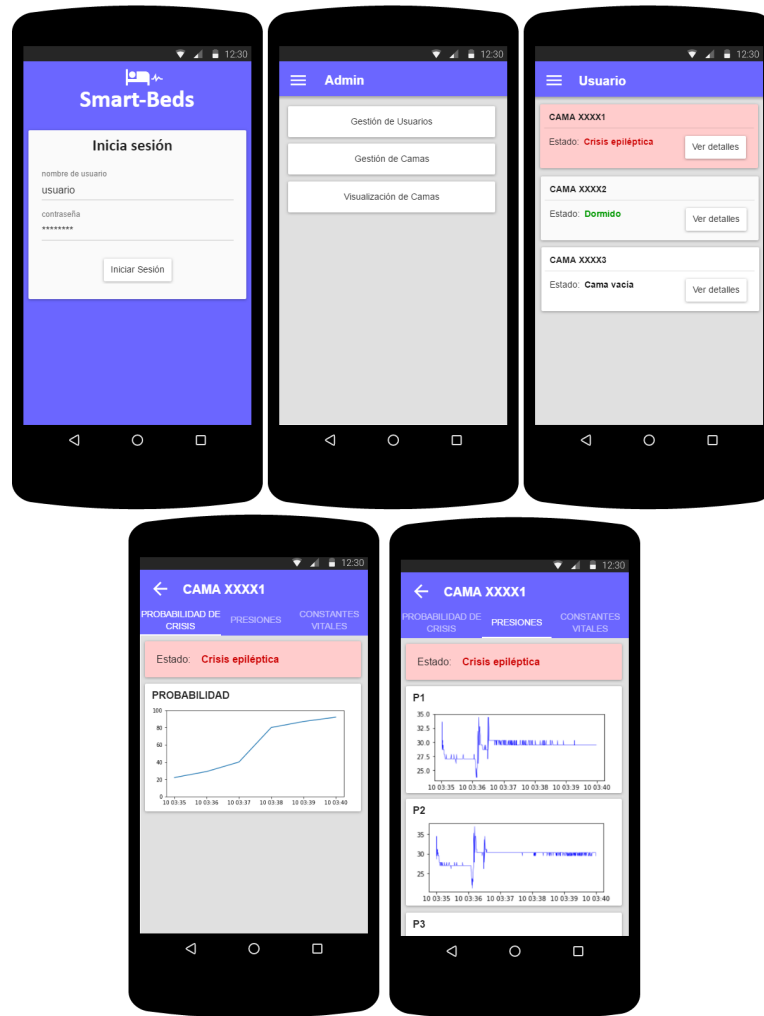 12:30
Smart-Beds
Inicia sesión
nombre de usuario
usuario
contraseña
********
Iniciar Sesión
12:30
Admin
Gestión de Usuarios
Gestión de Camas
Visualización de Camas
12:30
Usuario
CAMA XXXX1
Estado: Crisis epiléptica
Ver detalles
CAMA XXXX2
Estado: Dormido
Ver detalles
CAMA XXXX3
Estado: Cama vacía
Ver detalles
12:30
CAMA XXXX1
PROBABILIDAD DE CRISIS
PRESIONES
CONSTANTES VITALES
Estado: Crisis epiléptica
PROBABILIDAD
100
80
60
40
20
0
10 03:35 10 03:36 10 03:37 10 03:38 10 03:39 10 03:40
12:30
CAMA XXXX1
PROBABILIDAD DE CRISIS
PRESIONES
CONSTANTES VITALES
Estado: Crisis epiléptica
P1
35.0
32.5
30.0
27.5
25.0
10 03:35 10 03:36 10 03:37 10 03:38 10 03:39 10 03:40
P2
35
30
25
10 03:35 10 03:36 10 03:37 10 03:38 10 03:39 10 03:40
P3